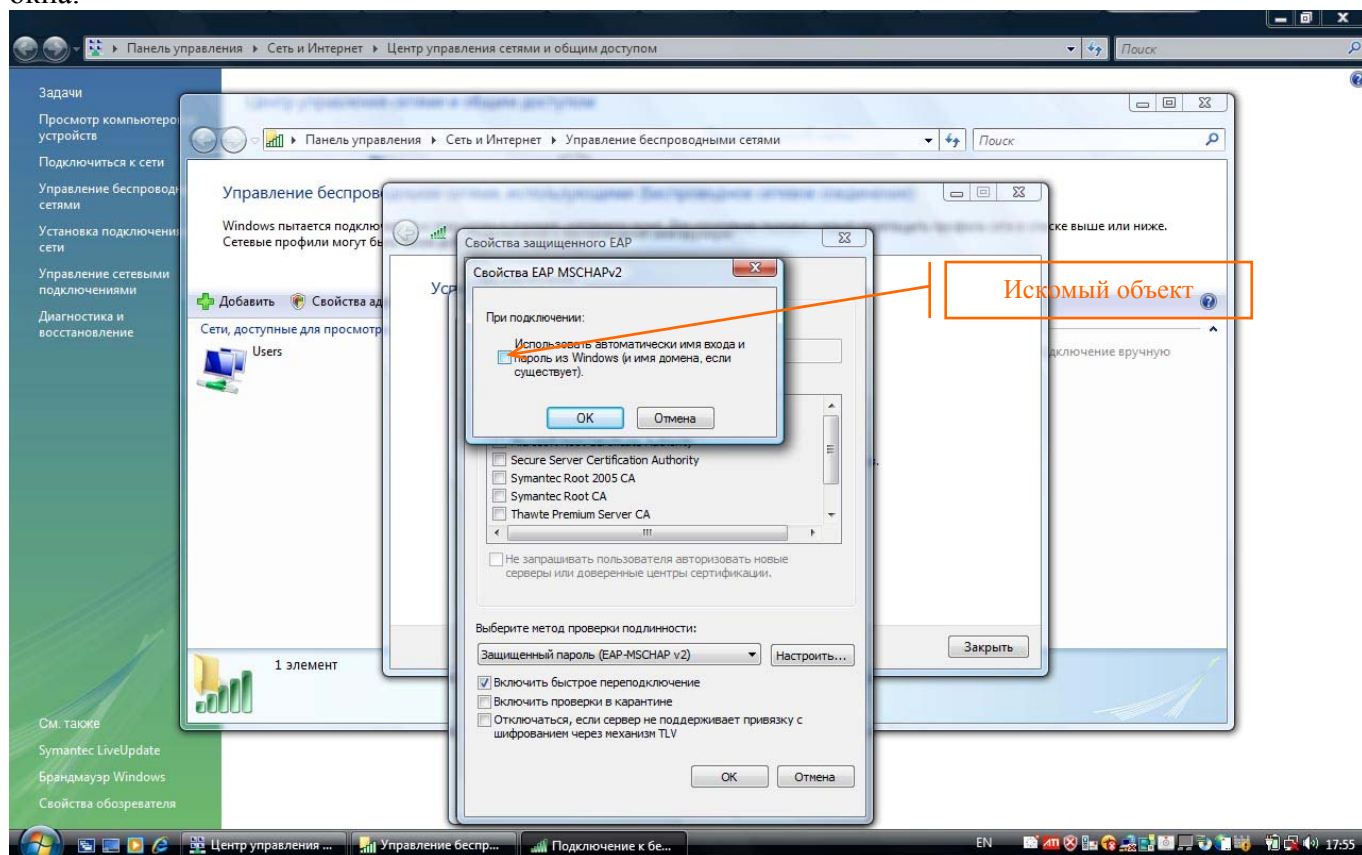 окна.
Панель управления ▸ Сеть и Интернет ▸ Центр управления сетями и общим доступом
Поиск
Задачи
Просмотр компьютеро
устройств
Подключиться к сети
Управление беспровод
сетями
Установка подключения
сети
Управление сетевыми
подключениями
Диагностика и
восстановление
См. также
Symantec LiveUpdate
Брандмауэр Windows
Свойства обозревателя
Панель управления ▸ Сеть и Интернет ▸ Управление беспроводными сетями
Поиск
Управление беспров
Windows пытается подклю
Сетевые профили могут бы
ске выше или ниже.
Добавить
Свойства ад
Сети, доступные для просмотр
Users
дключение вручную
1 элемент
Усп
Закрыть
Свойства защищенного EAP
Свойства EAP MSCHAPv2
При подключении:
Использовать автоматически имя входа и
пароль из Windows (и имя домена, если
существует).
OK
Отмена
Искомый объект
Secure Server Certification Authority
Symantec Root 2005 CA
Symantec Root CA
Thawte Premium Server CA
Не запрашивать пользователя авторизовать новые
серверы или доверенные центры сертификации.
Выберите метод проверки подлинности:
Защищенный пароль (EAP-MSCHAP v2)
Настроить...
Включить быстрое переподключение
Включить проверки в карантине
Отключаться, если сервер не поддерживает привязку с
шифрованием через механизм TLV
OK
Отмена
Центр управления ...
Управление беспр...
Подключение к бе...
EN
17:55